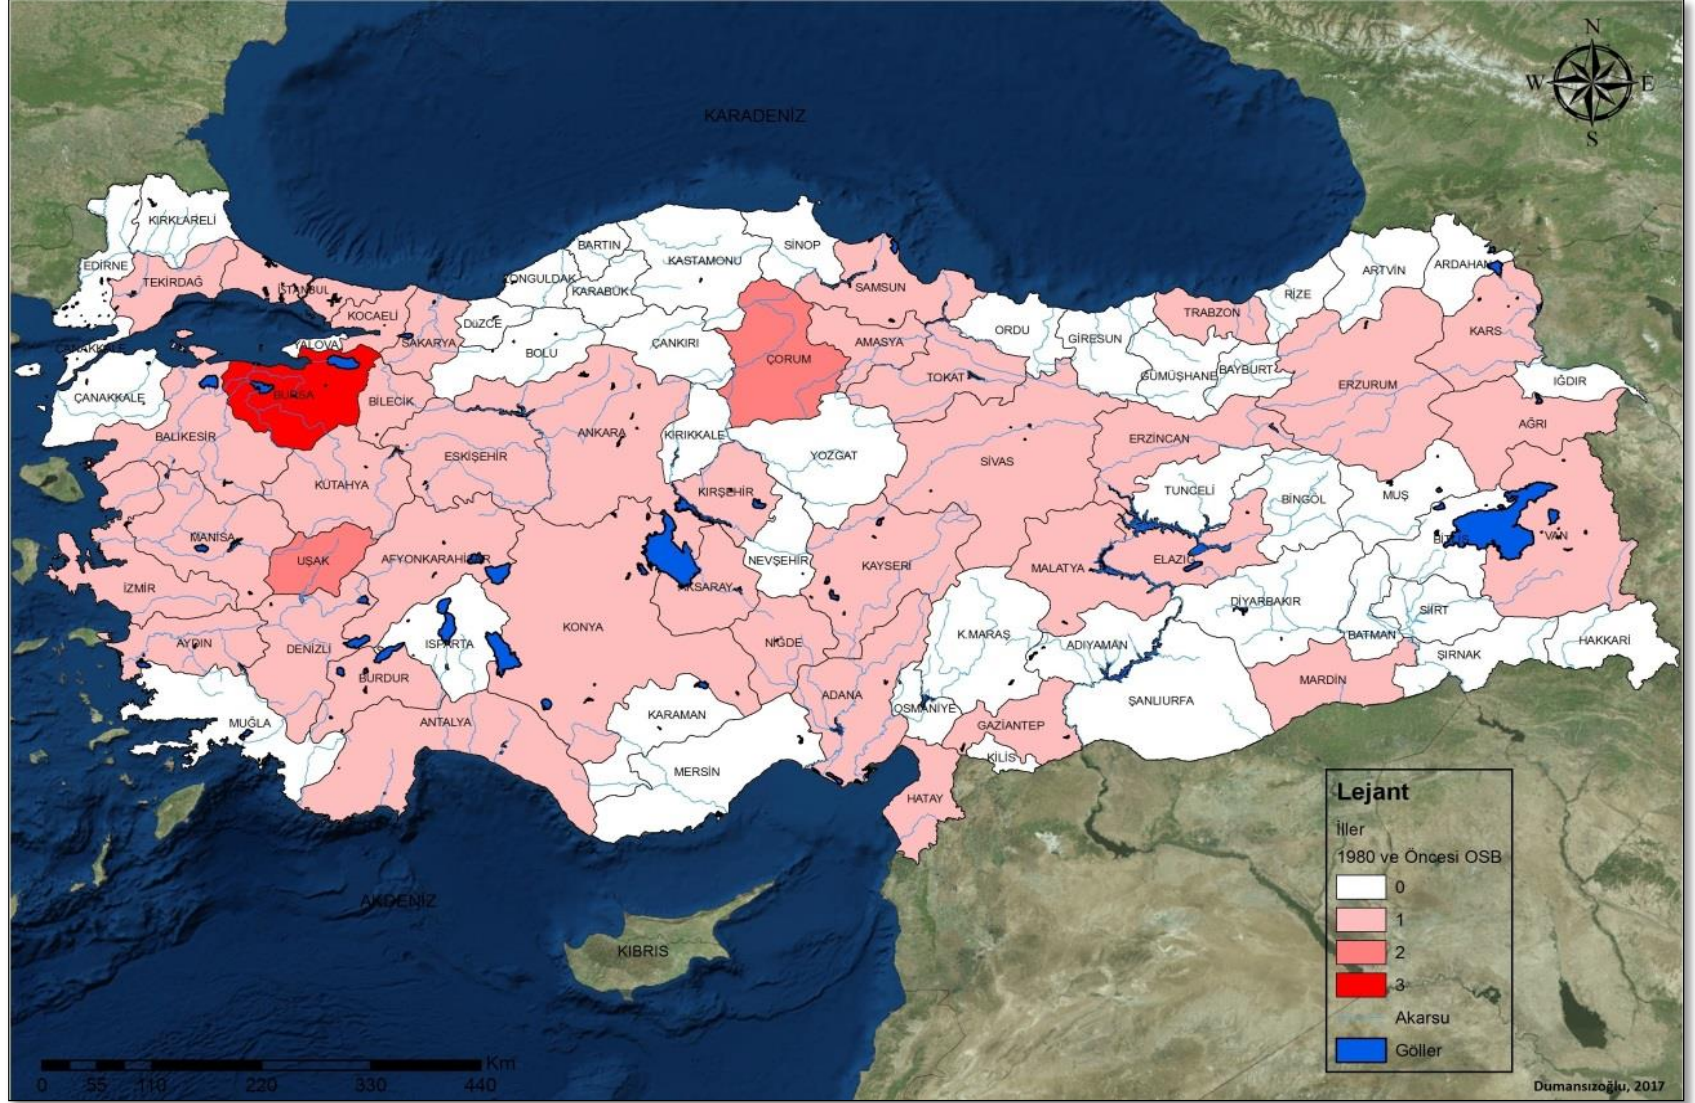 N
W E
S
KARADENİZ
KIRKLARELİ
EDİRNE
TEKİRDAĞ
İSTANBUL
KOCAELİ
YALOVA
SAKARYA
DÜZCE
ZONGULDAK
BARTIN
KARABÜK
KASTAMONU
SİNOP
BOLU
ÇANKIRI
ÇORUM
SAMSUN
AMASYA
TOKAT
ORDU
GİRESUN
TRABZON
GÜMÜŞHANE
BAYBURT
RİZE
ARTVİN
ARDAHAN
KARS
IĞDIR
AĞRI
ERZURUM
ERZİNCAN
ÇANAKKALE
ÇANAKKALE
BURSA
BİLECİK
BALIKESİR
KÜTAHYA
ESKİŞEHİR
ANKARA
KIRIKKALE
YOZGAT
SİVAS
KIRŞEHİR
TUNCELİ
BİNGÖL
MUŞ
BİTLİS
VAN
MANİSA
UŞAK
AFYONKARAHİSAR
İZMİR
AKSARAY
NEVŞEHİR
KAYSERİ
MALATYA
ELAZIĞ
DİYARBAKIR
SİİRT
BATMAN
ŞIRNAK
HAKKARİ
AYDIN
DENİZLİ
ISPARTA
BURDUR
KONYA
NİĞDE
K.MARAŞ
ADIYAMAN
ŞANLIURFA
MARDİN
MUĞLA
ANTALYA
KARAMAN
MERSİN
ADANA
OSMANİYE
GAZİANTEP
KİLİS
HATAY
AKDENİZ
KIBRIS
Lejant
İller
1980 ve Öncesi OSB
0
1
2
3
Akarsu
Göller
Km
0 55 110 220 330 440
Dumansızoğlu, 2017